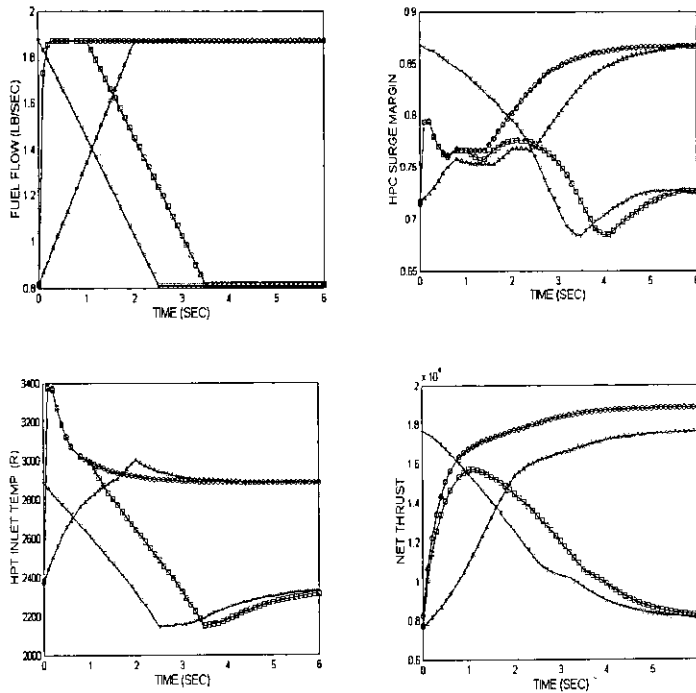 2
1.8
1.6
1.4
1.2
1
0.8
FUEL FLOW (LB/SEC)
0 1 2 3 4 5 6
TIME (SEC)
0.9
0.85
0.8
0.75
0.7
0.65
HPC SURGE MARGIN
0 1 2 3 4 5 6
TIME (SEC)
3400
3200
3000
2800
2600
2400
2200
2000
HPT INLET TEMP (R)
0 1 2 3 4 5 6
TIME (SEC)
x 10⁴
2
1.8
1.6
1.4
1.2
1
0.8
0.6
NET THRUST
0 1 2 3 4 5 6
TIME (SEC)